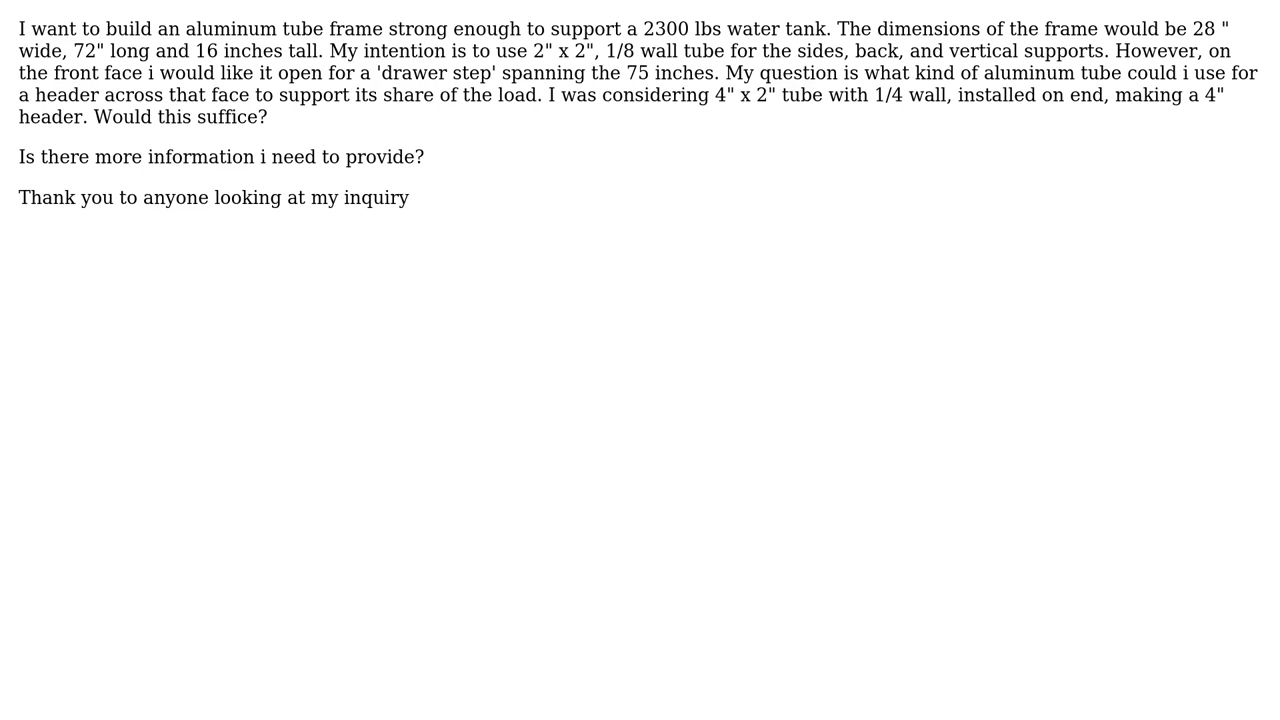 I want to build an aluminum tube frame strong enough to support a 2300 lbs water tank. The dimensions of the frame would be 28 "
wide, 72" long and 16 inches tall. My intention is to use 2" x 2", 1/8 wall tube for the sides, back, and vertical supports. However, on
the front face i would like it open for a 'drawer step' spanning the 75 inches. My question is what kind of aluminum tube could i use for
a header across that face to support its share of the load. I was considering 4" x 2" tube with 1/4 wall, installed on end, making a 4"
header. Would this suffice?
Is there more information i need to provide?
Thank you to anyone looking at my inquiry